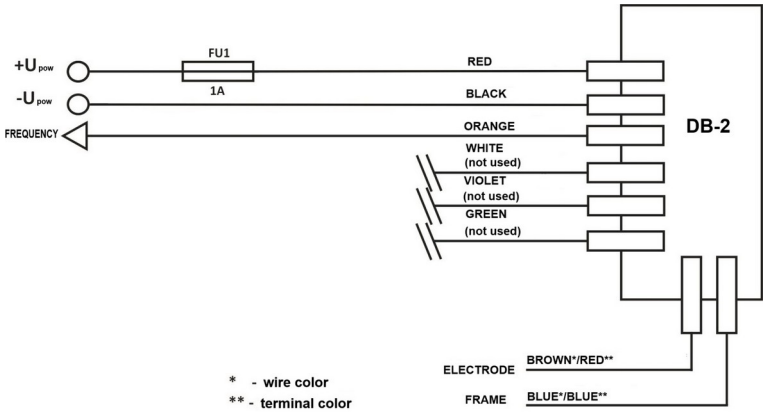 FU1
+Upow
RED
1A
-Upow
BLACK
FREQUENCY
ORANGE
DB-2
WHITE
(not used)
VIOLET
(not used)
GREEN
(not used)
ELECTRODE BROWN*/RED**
* - wire color
FRAME BLUE*/BLUE**
** - terminal color